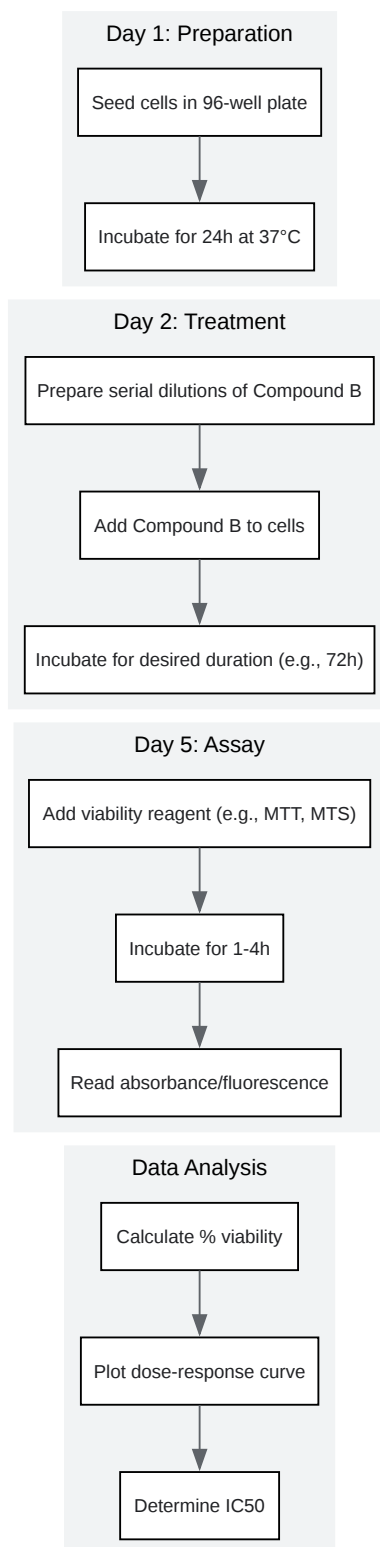 Day 1: Preparation
Seed cells in 96-well plate
Incubate for 24h at 37°C
Day 2: Treatment
Prepare serial dilutions of Compound B
Add Compound B to cells
Incubate for desired duration (e.g., 72h)
Day 5: Assay
Add viability reagent (e.g., MTT, MTS)
Incubate for 1-4h
Read absorbance/fluorescence
Data Analysis
Calculate % viability
Plot dose-response curve
Determine IC50